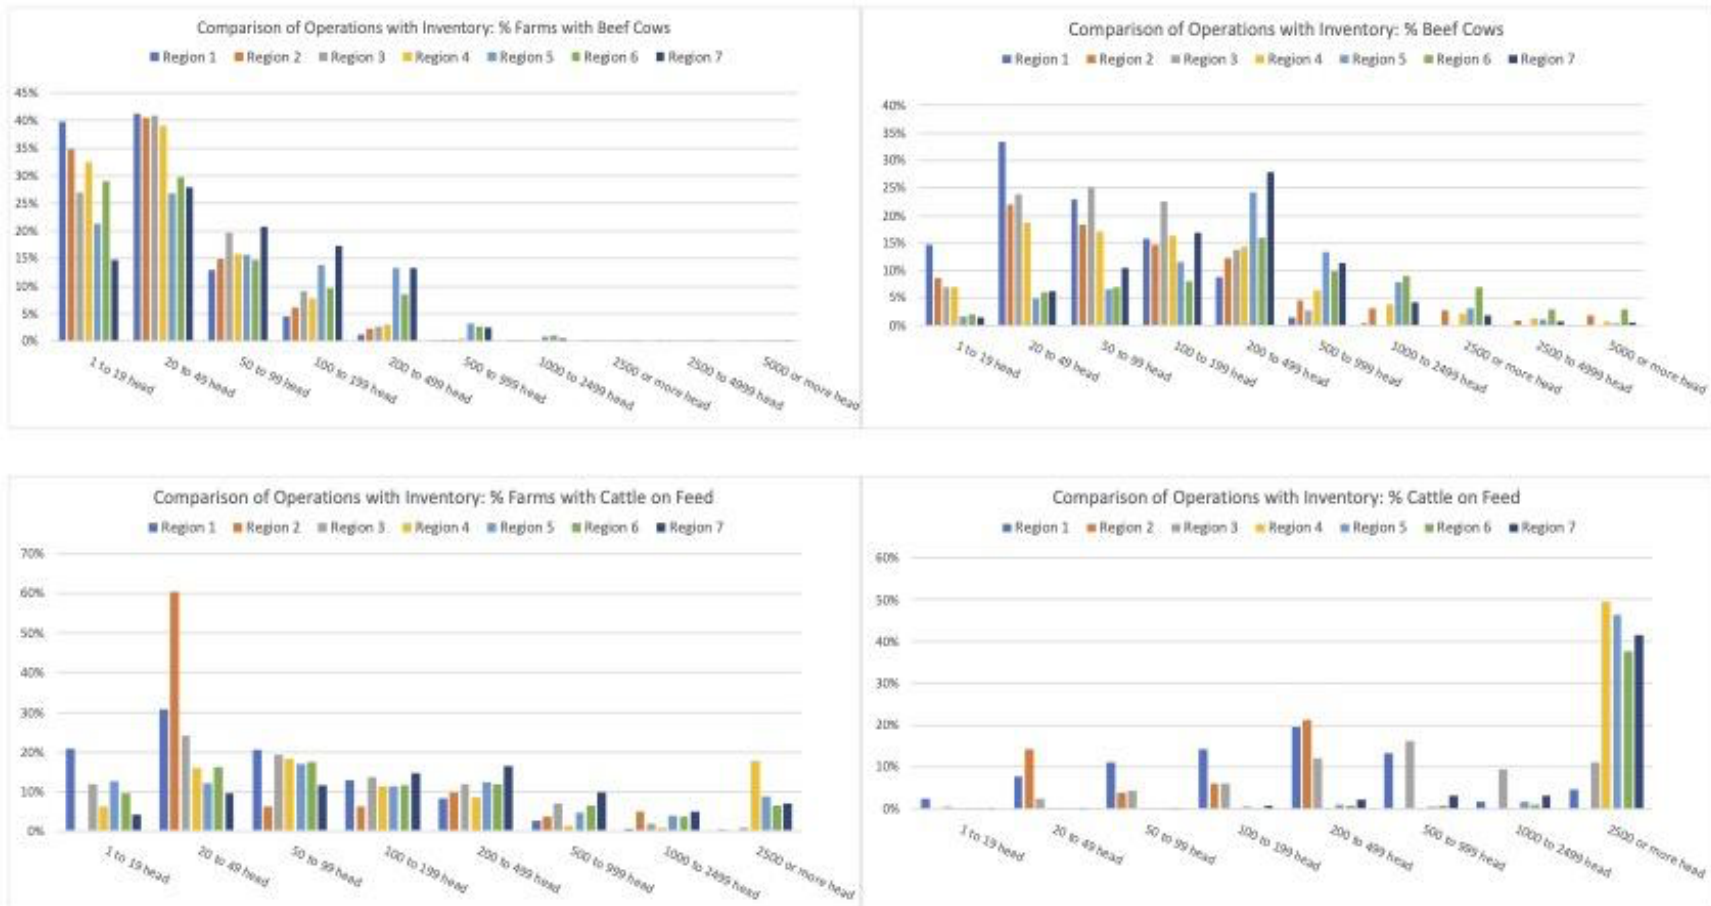 Comparison of Operations with Inventory: % Farms with Beef Cows
Region 1 Region 2 Region 3 Region 4 Region 5 Region 6 Region 7
45%
40%
35%
30%
25%
20%
15%
10%
5%
0%
1 to 19 head
20 to 49 head
50 to 99 head
100 to 199 head
200 to 499 head
500 to 999 head
1000 to 2499 head
2500 or more head
2500 to 4999 head
5000 or more head
Comparison of Operations with Inventory: % Beef Cows
Region 1 Region 2 Region 3 Region 4 Region 5 Region 6 Region 7
40%
35%
30%
25%
20%
15%
10%
5%
0%
1 to 19 head
20 to 49 head
50 to 99 head
100 to 199 head
200 to 499 head
500 to 999 head
1000 to 2499 head
2500 or more head
2500 to 4999 head
5000 or more head
Comparison of Operations with Inventory: % Farms with Cattle on Feed
Region 1 Region 2 Region 3 Region 4 Region 5 Region 6 Region 7
70%
60%
50%
40%
30%
20%
10%
0%
1 to 19 head
20 to 49 head
50 to 99 head
100 to 199 head
200 to 499 head
500 to 999 head
1000 to 2499 head
2500 or more head
Comparison of Operations with Inventory: % Cattle on Feed
Region 1 Region 2 Region 3 Region 4 Region 5 Region 6 Region 7
60%
50%
40%
30%
20%
10%
0%
1 to 19 head
20 to 49 head
50 to 99 head
100 to 199 head
200 to 499 head
500 to 999 head
1000 to 2499 head
2500 or more head